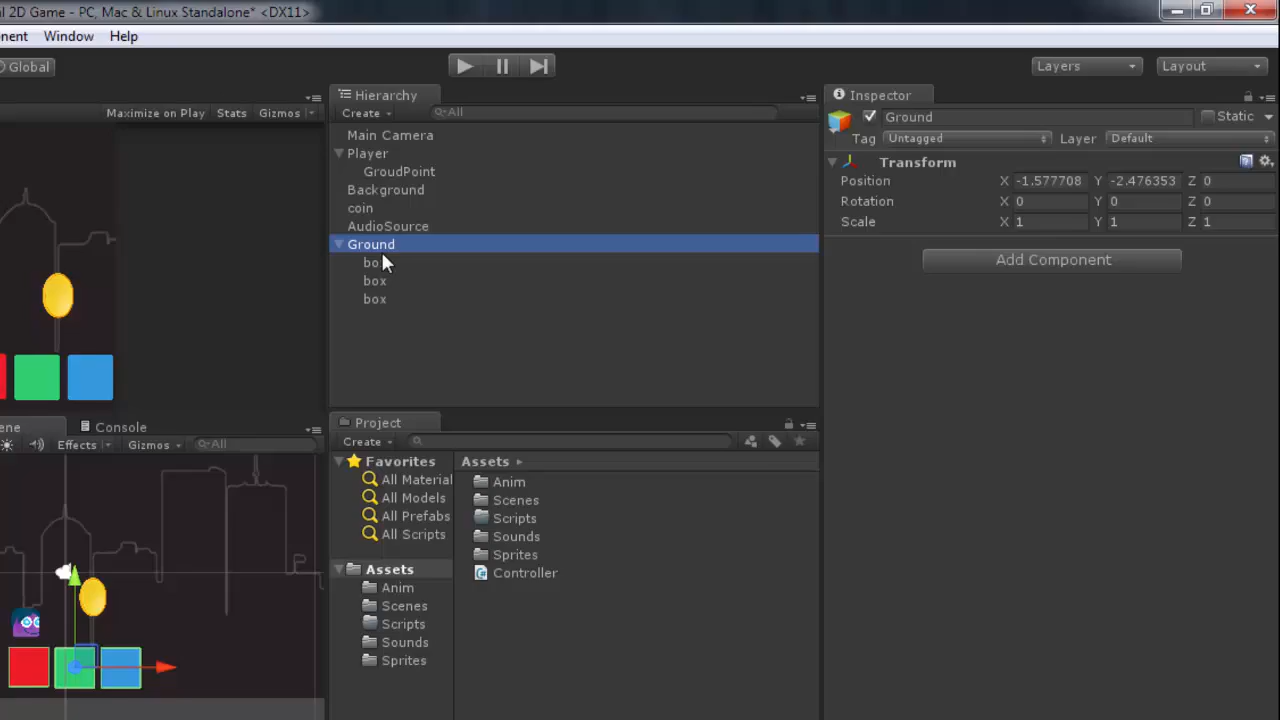 al 2D Game - PC, Mac & Linux Standalone* <DX11>
nent Window Help
Global
Layers Layout
Maximize on Play Stats Gizmos
Hierarchy
Create All
Main Camera
Player
GroudPoint
Background
coin
AudioSource
Ground
bo
box
box
Inspector
Ground Static
Tag Untagged Layer Default
Transform
Position X -1.577708 Y -2.476353 Z 0
Rotation X 0 Y 0 Z 0
Scale X 1 Y 1 Z 1
Add Component
ene Console
Effects Gizmos All
Project
Create
Favorites
All Material
All Models
All Prefabs
All Scripts
Assets
Anim
Scenes
Scripts
Sounds
Sprites
Assets
Anim
Scenes
Scripts
Sounds
Sprites
Controller